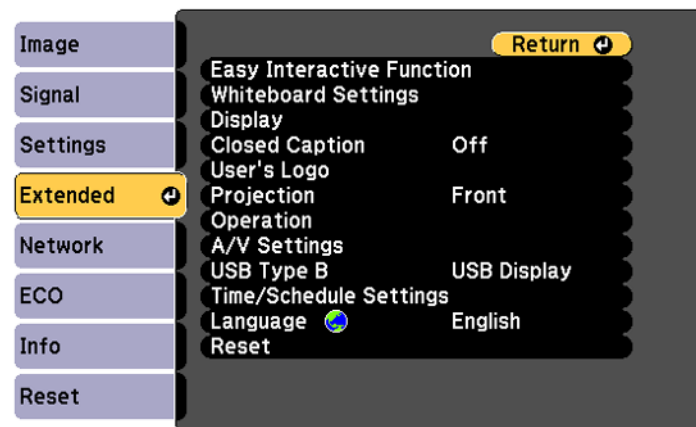 Image
Signal
Settings
Extended
Network
ECO
Info
Reset
Return
Easy Interactive Function
Whiteboard Settings
Display
Closed Caption Off
User's Logo
Projection Front
Operation
A/V Settings
USB Type B USB Display
Time/Schedule Settings
Language English
Reset